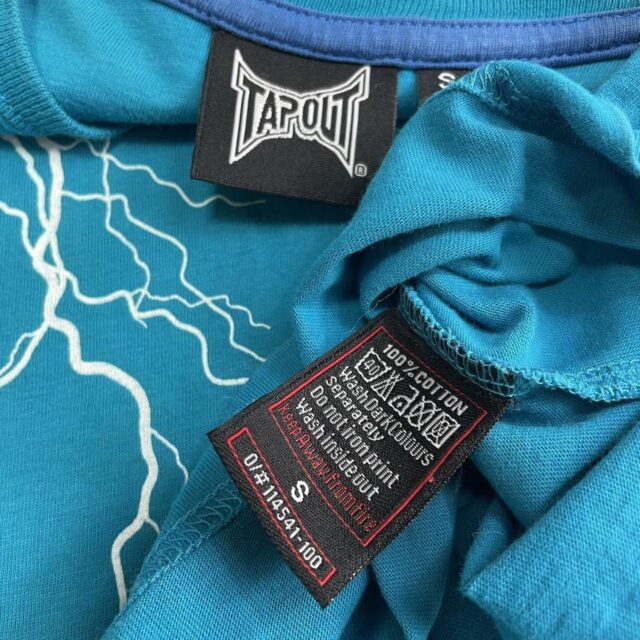 TAPOUT
®
S
100% COTTON
40 P
Wash Dark Colours
separately
Do not iron print
Wash inside out
Keep Away From Fire
S
O/# 114541-100